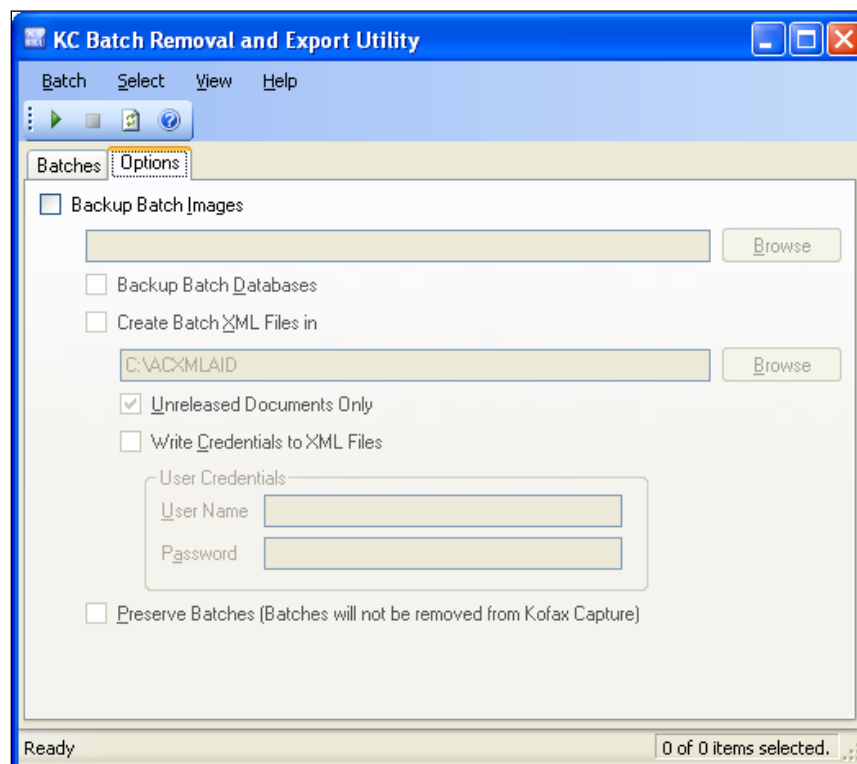 KC Batch Removal and Export Utility
Batch Select View Help
Batches Options
Backup Batch Images
Browse
Backup Batch Databases
Create Batch XML Files in
C:\ACXMLAID Browse
Unreleased Documents Only
Write Credentials to XML Files
User Credentials
User Name
Password
Preserve Batches (Batches will not be removed from Kofax Capture)
Ready 0 of 0 items selected.